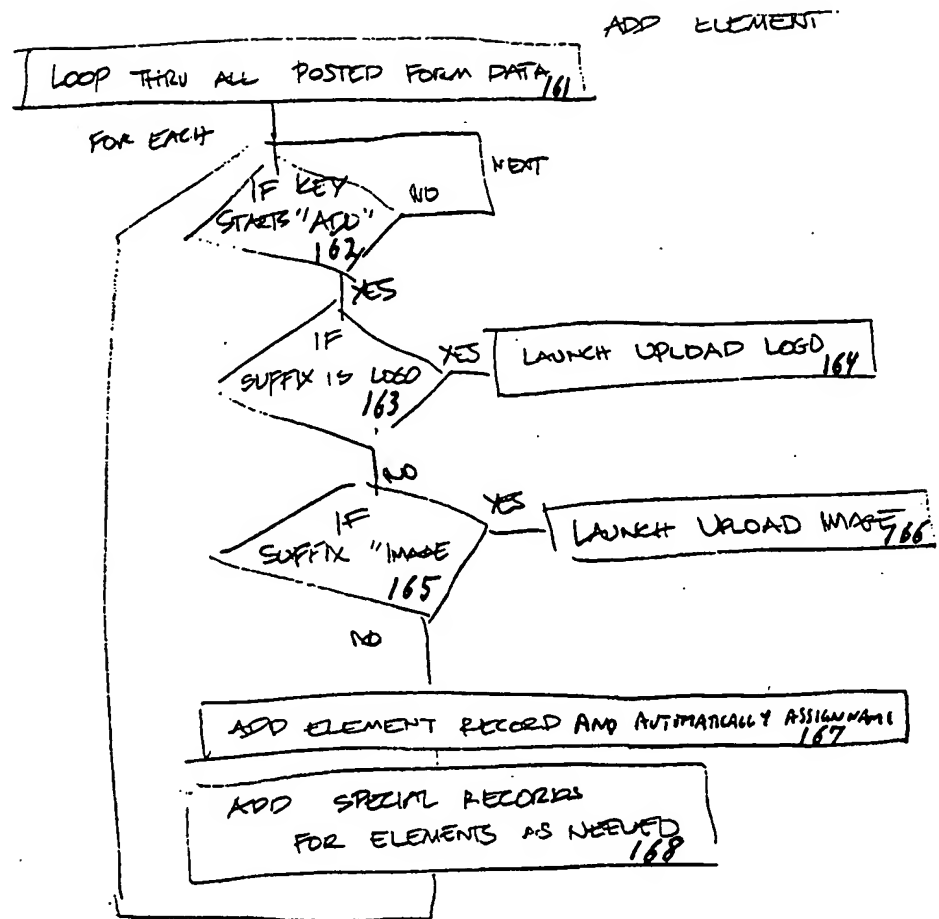 ADD ELEMENT
LOOP THRU ALL POSTED FORM DATA
161
FOR EACH
NEXT
IF KEY
NO
STARTS "ADD"
162
YES
IF
SUFFIX IS LOGO
163
YES
LAUNCH UPLOAD LOGO
164
NO
IF
SUFFIX "IMAGE
165
YES
LAUNCH UPLOAD IMAGE
166
NO
ADD ELEMENT RECORD AND AUTOMATICALLY ASSIGN NAME
167
ADD SPECIAL RECORDS
FOR ELEMENTS AS NEEDED
168